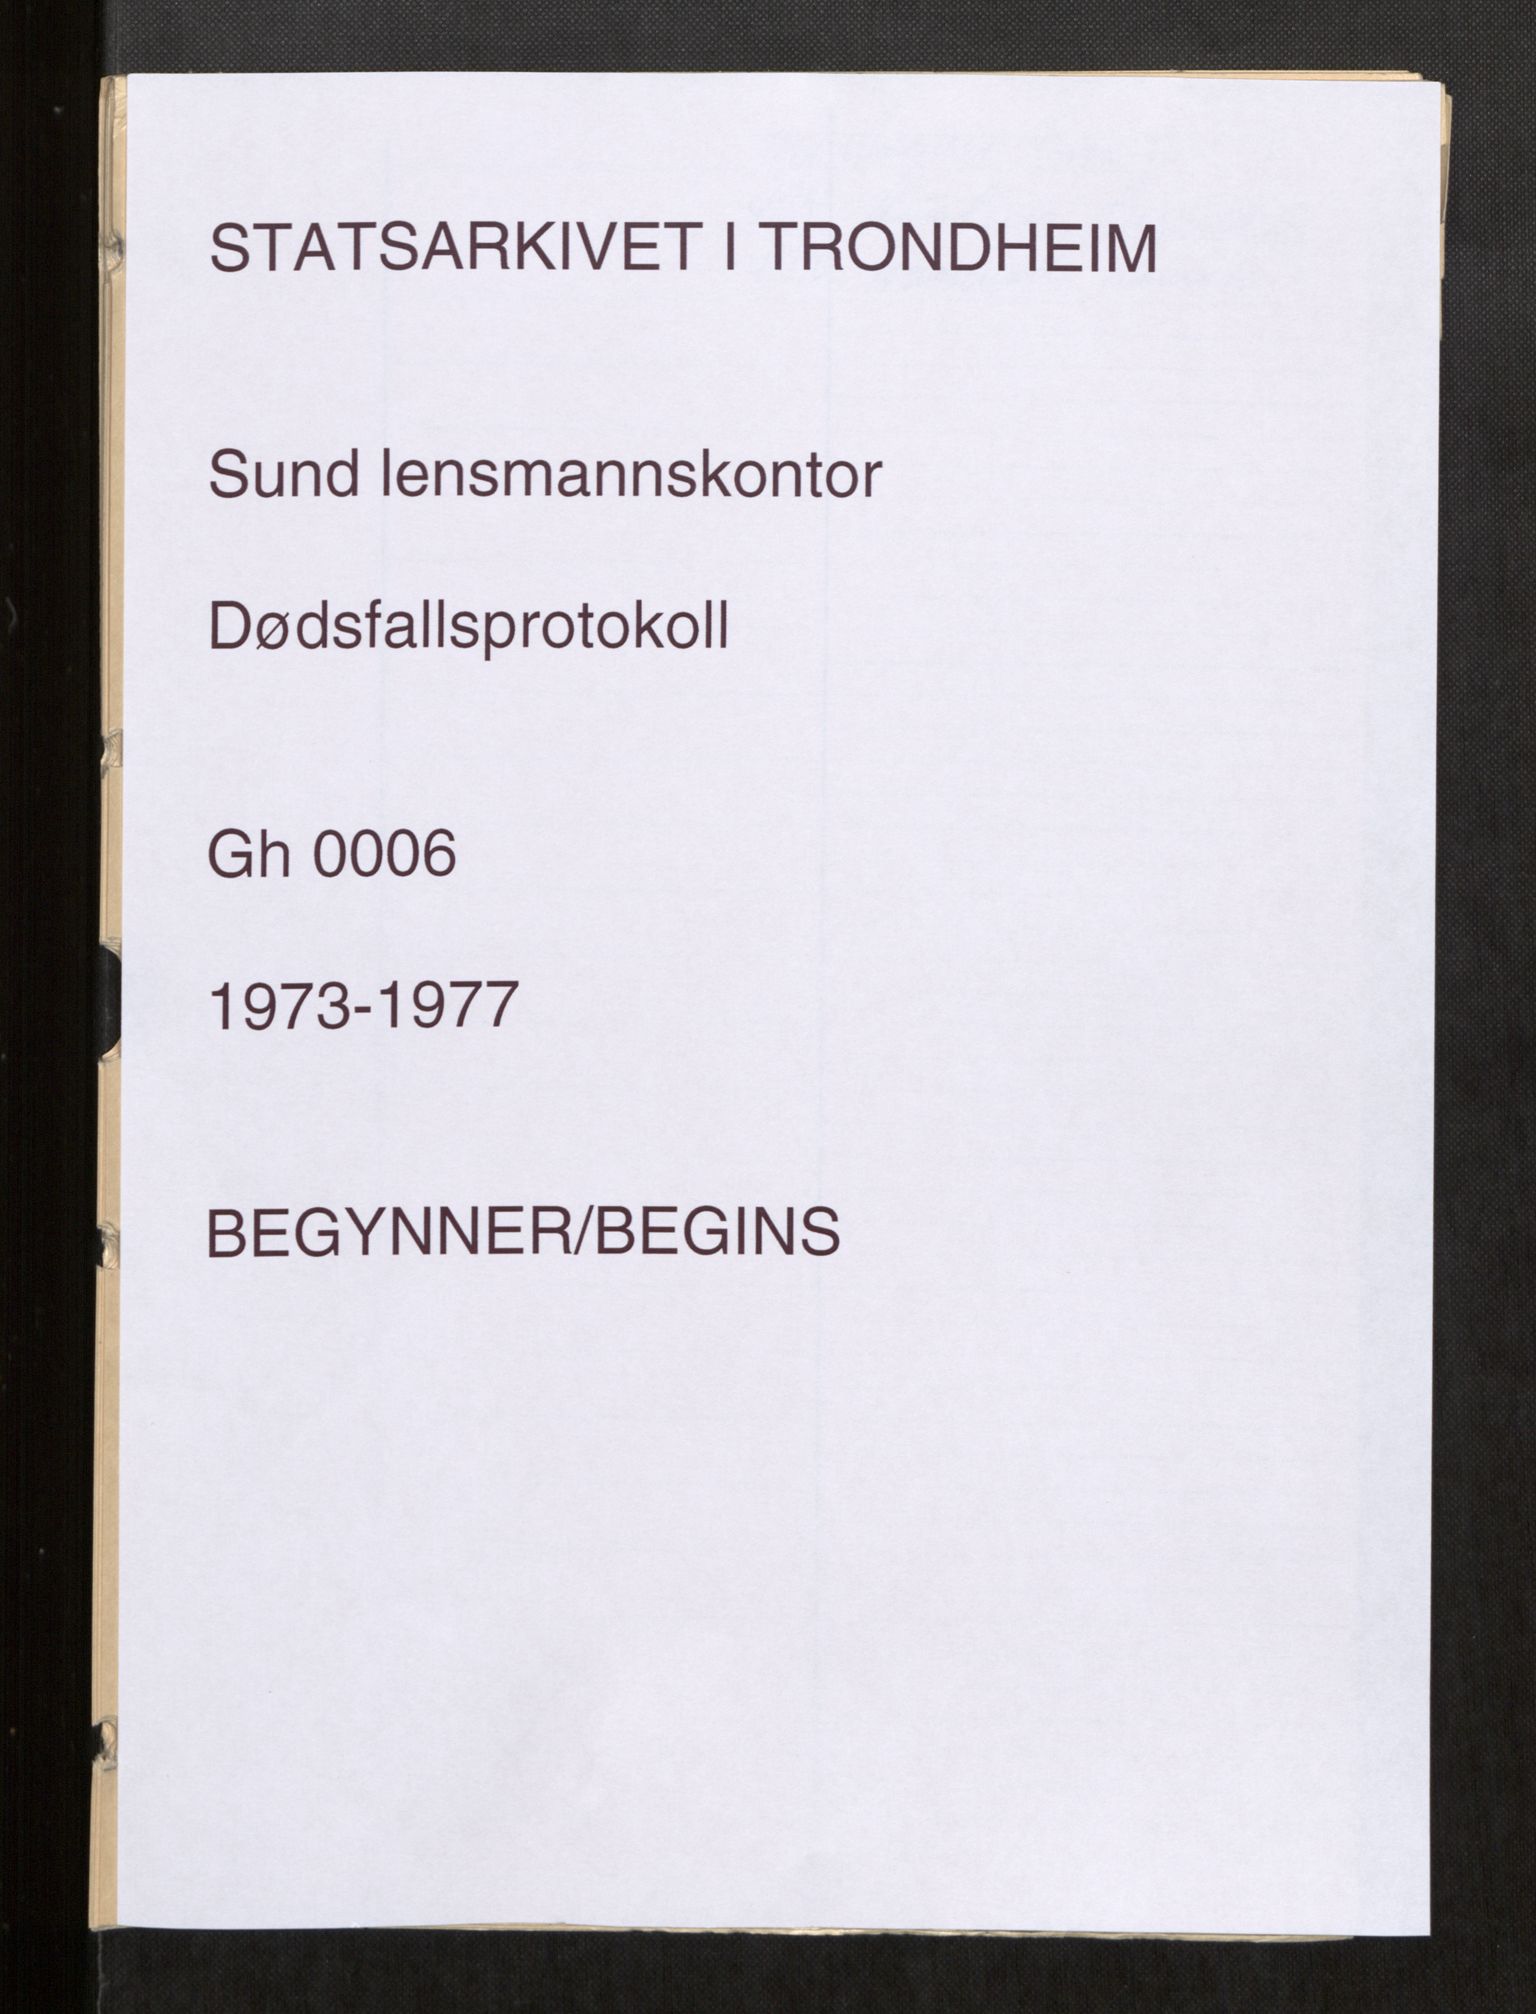 STATSARKIVET I TRONDHEIM
Sund lensmannskontor
Dødsfallsprotokoll
Gh 0006
1973-1977
BEGYNNER/BEGINS